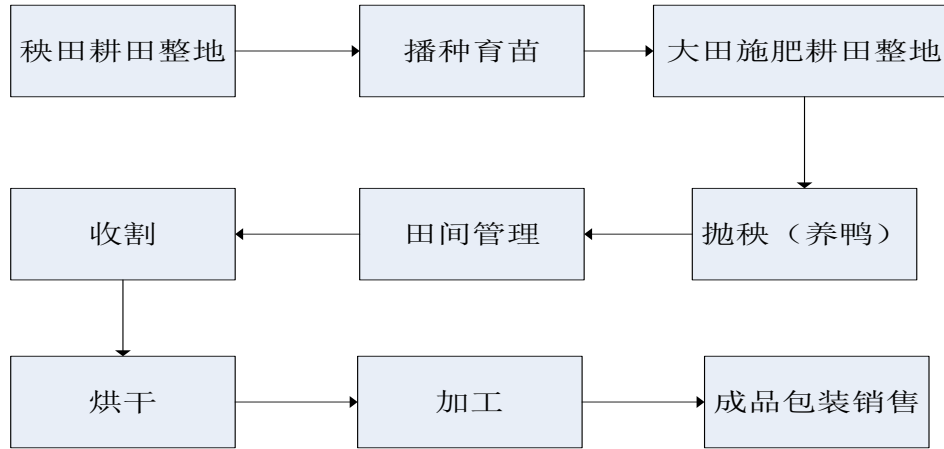 秧田耕田整地
播种育苗
大田施肥耕田整地
抛秧（养鸭）
田间管理
收割
烘干
加工
成品包装销售